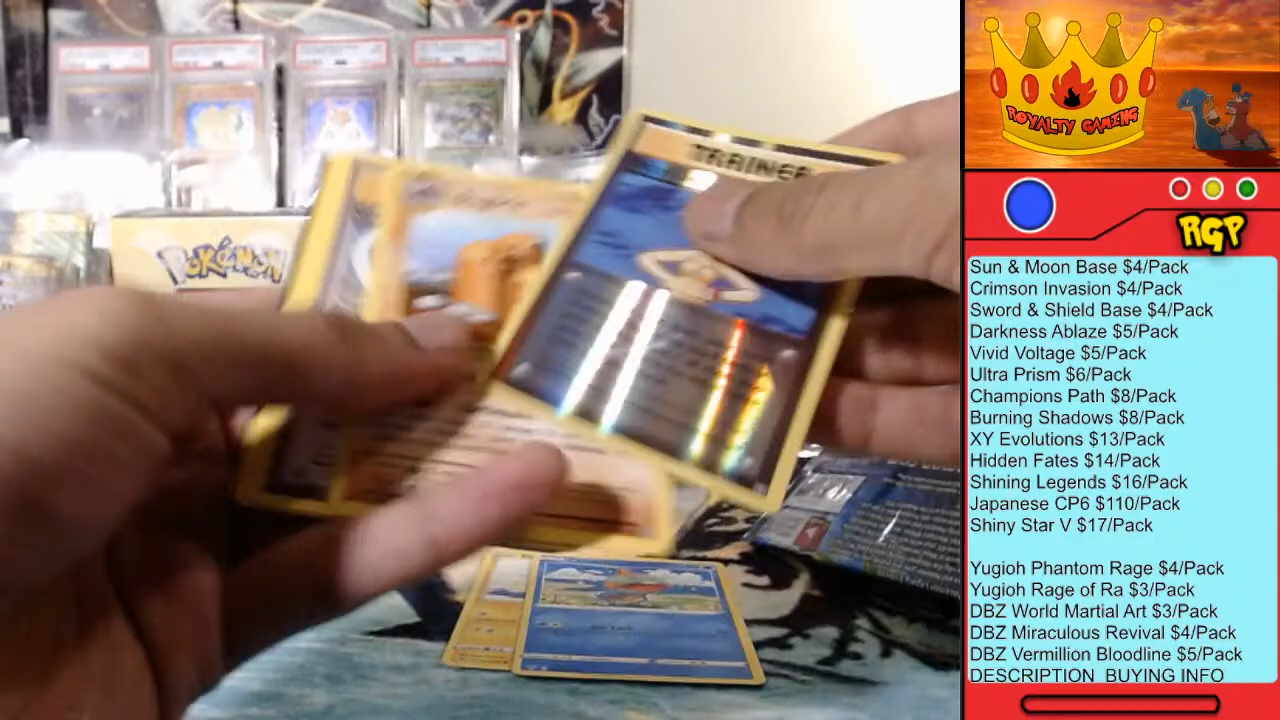 TRAINER
POKéMON
ROYALTY GAMING
RGP
Sun & Moon Base $4/Pack
Crimson Invasion $4/Pack
Sword & Shield Base $4/Pack
Darkness Ablaze $5/Pack
Vivid Voltage $5/Pack
Ultra Prism $6/Pack
Champions Path $8/Pack
Burning Shadows $8/Pack
XY Evolutions $13/Pack
Hidden Fates $14/Pack
Shining Legends $16/Pack
Japanese CP6 $110/Pack
Shiny Star V $17/Pack
Yugioh Phantom Rage $4/Pack
Yugioh Rage of Ra $3/Pack
DBZ World Martial Art $3/Pack
DBZ Miraculous Revival $4/Pack
DBZ Vermillion Bloodline $5/Pack
DESCRIPTION BUYING INFO